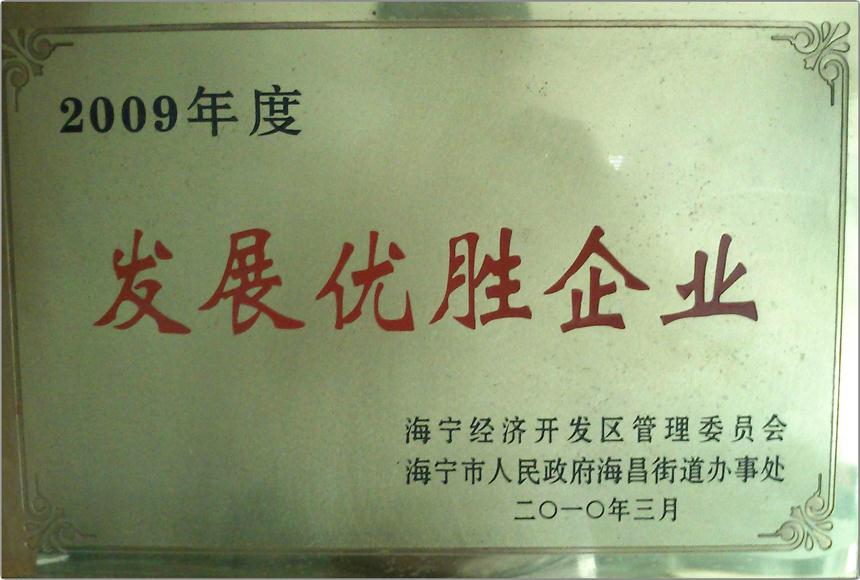 2009年度
发展优胜企业
海宁经济开发区管理委员会
海宁市人民政府海昌街道办事处
二〇一〇年三月